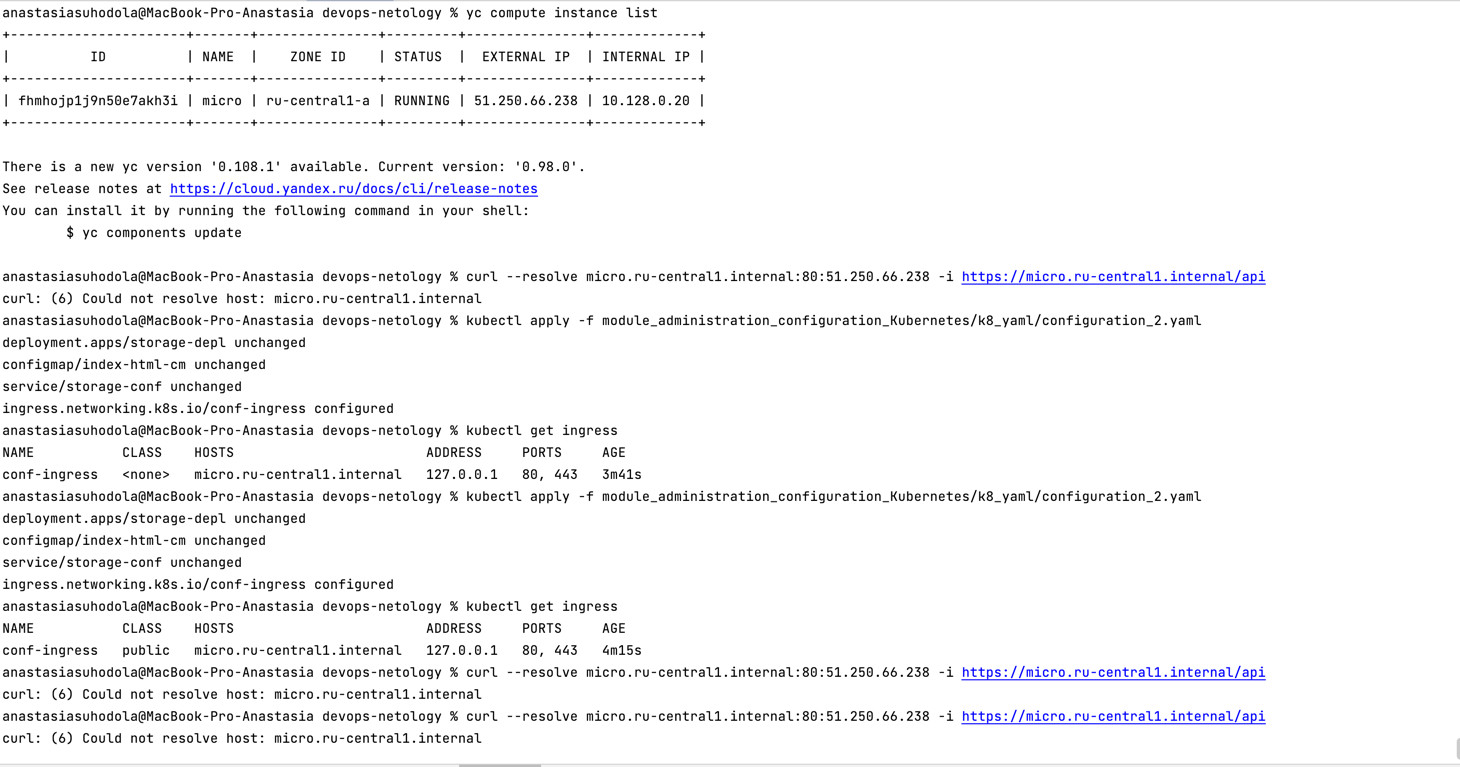 anastasiasuhodola@MacBook-Pro-Anastasia devops-netology % yc compute instance list
+----------------------+-------+---------------+---------+---------------+-------------+
|          ID          | NAME  |    ZONE ID    | STATUS  |  EXTERNAL IP  | INTERNAL IP |
+----------------------+-------+---------------+---------+---------------+-------------+
| fhmhojp1j9n50e7akh3i | micro | ru-central1-a | RUNNING | 51.250.66.238 | 10.128.0.20 |
+----------------------+-------+---------------+---------+---------------+-------------+
There is a new yc version '0.108.1' available. Current version: '0.98.0'.
See release notes at https://cloud.yandex.ru/docs/cli/release-notes
You can install it by running the following command in your shell:
        $ yc components update
anastasiasuhodola@MacBook-Pro-Anastasia devops-netology % curl --resolve micro.ru-central1.internal:80:51.250.66.238 -i https://micro.ru-central1.internal/api
curl: (6) Could not resolve host: micro.ru-central1.internal
anastasiasuhodola@MacBook-Pro-Anastasia devops-netology % kubectl apply -f module_administration_configuration_Kubernetes/k8_yaml/configuration_2.yaml
deployment.apps/storage-depl unchanged
configmap/index-html-cm unchanged
service/storage-conf unchanged
ingress.networking.k8s.io/conf-ingress configured
anastasiasuhodola@MacBook-Pro-Anastasia devops-netology % kubectl get ingress
NAME           CLASS    HOSTS                        ADDRESS     PORTS     AGE
conf-ingress   <none>   micro.ru-central1.internal   127.0.0.1   80, 443   3m41s
anastasiasuhodola@MacBook-Pro-Anastasia devops-netology % kubectl apply -f module_administration_configuration_Kubernetes/k8_yaml/configuration_2.yaml
deployment.apps/storage-depl unchanged
configmap/index-html-cm unchanged
service/storage-conf unchanged
ingress.networking.k8s.io/conf-ingress configured
anastasiasuhodola@MacBook-Pro-Anastasia devops-netology % kubectl get ingress
NAME           CLASS    HOSTS                        ADDRESS     PORTS     AGE
conf-ingress   public   micro.ru-central1.internal   127.0.0.1   80, 443   4m15s
anastasiasuhodola@MacBook-Pro-Anastasia devops-netology % curl --resolve micro.ru-central1.internal:80:51.250.66.238 -i https://micro.ru-central1.internal/api
curl: (6) Could not resolve host: micro.ru-central1.internal
anastasiasuhodola@MacBook-Pro-Anastasia devops-netology % curl --resolve micro.ru-central1.internal:80:51.250.66.238 -i https://micro.ru-central1.internal/api
curl: (6) Could not resolve host: micro.ru-central1.internal